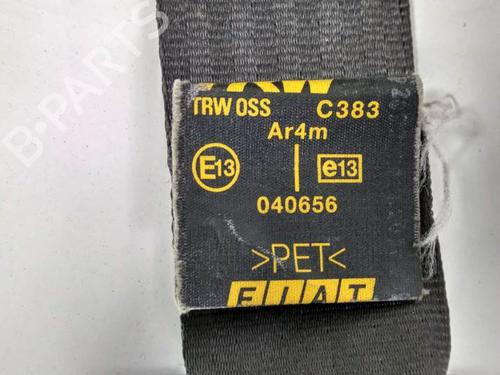 TRW OSS C383
Ar4m
E13 e13
040656
>PET<
FIAT
B-PARTS